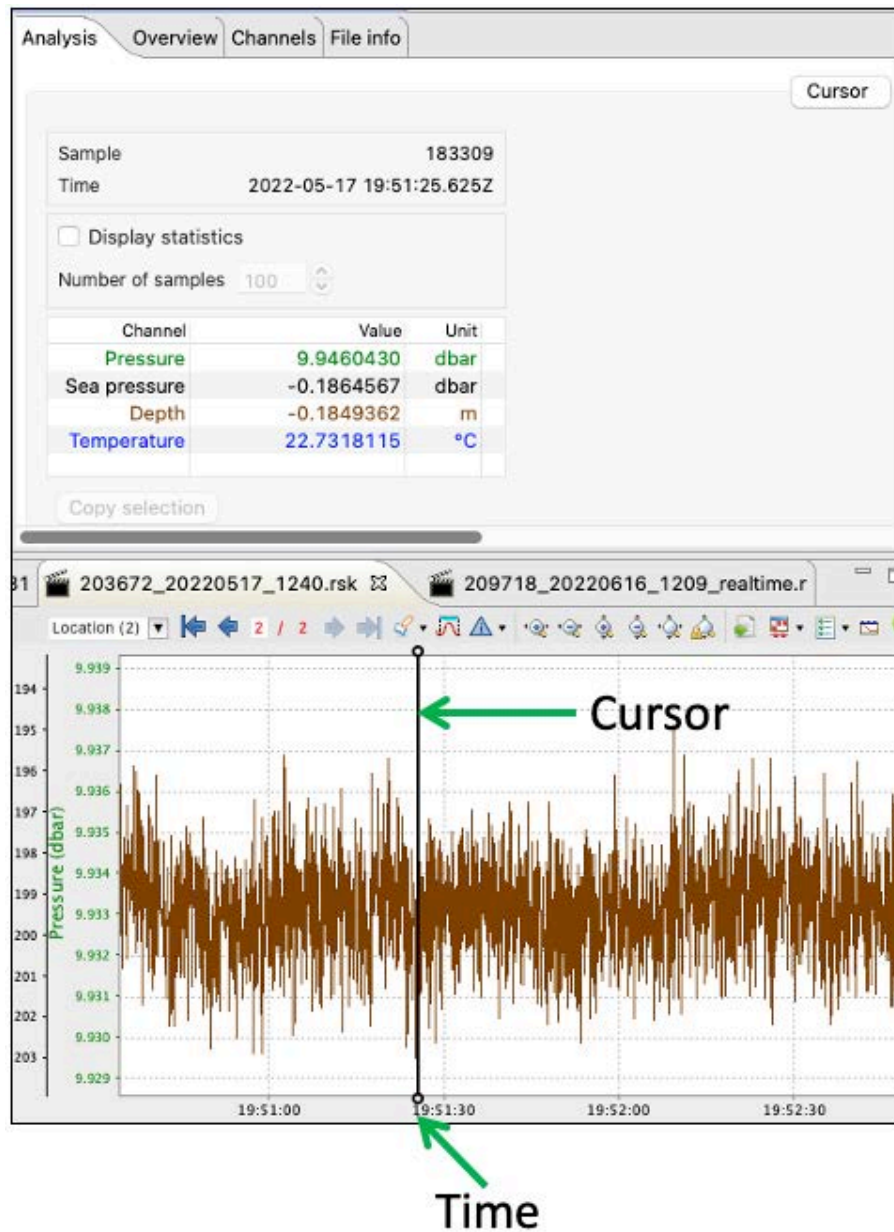 Analysis Overview Channels File info
Cursor
Sample 183309
Time 2022-05-17 19:51:25.625Z
Display statistics
Number of samples 100
Channel Value Unit
Pressure 9.9460430 dbar
Sea pressure -0.1864567 dbar
Depth -0.1849362 m
Temperature 22.7318115 °C
Copy selection
31 203672_20220517_1240.rsk 209718_20220616_1209_realtime.r
Location (2) 2 / 2
194
195
196
197
198
199
200
201
202
203
Pressure (dbar)
9.939
9.938
9.937
9.936
9.935
9.934
9.933
9.932
9.931
9.930
9.929
Cursor
19:51:00 19:51:30 19:52:00 19:52:30
Time